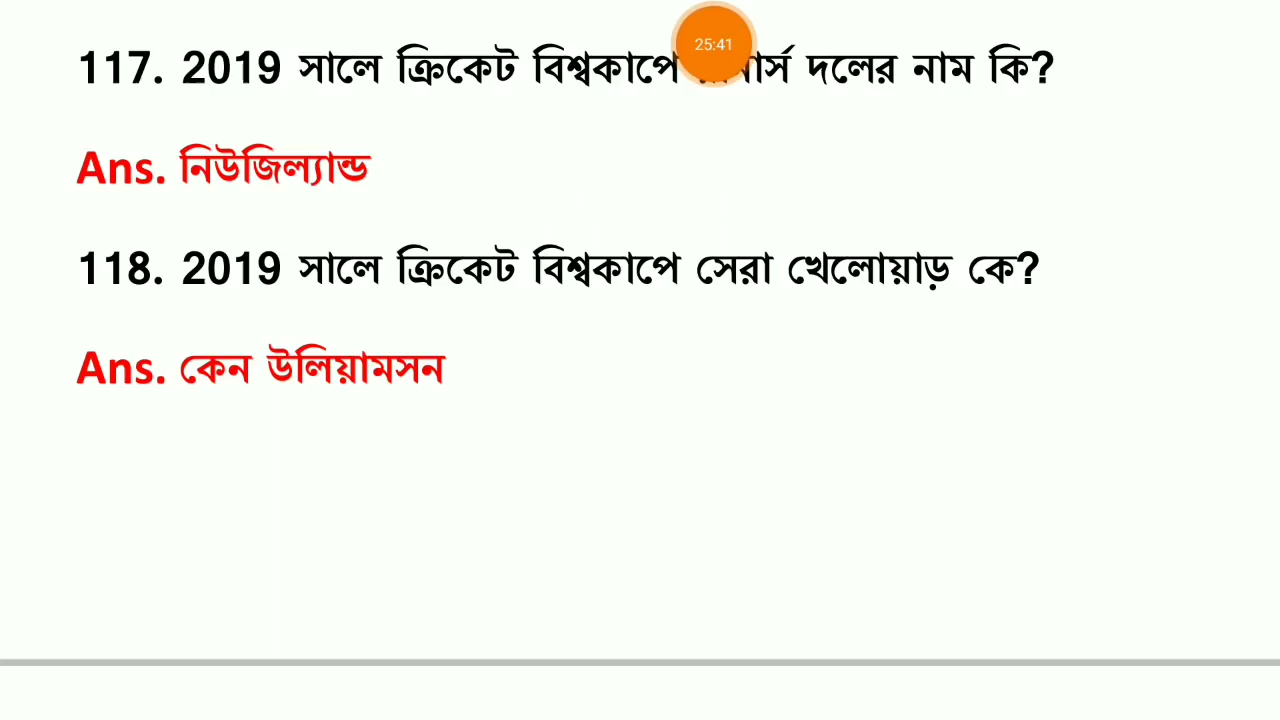 117. 2019 সালে ক্রিকেট বিশ্বকাপে দলের নাম কি?
25:41
Ans. নিউজিল্যান্ড
118. 2019 সালে ক্রিকেট বিশ্বকাপে সেরা খেলোয়াড় কে?
Ans. কেন উলিয়ামসন